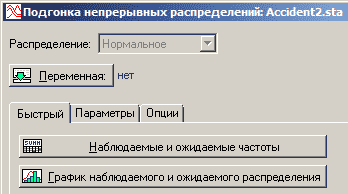 Подгонка непрерывных распределений: Accident2.sta
Распределение: Нормальное
Переменная: нет
Быстрый Параметры Опции
Наблюдаемые и ожидаемые частоты
График наблюдаемого и ожидаемого распределения